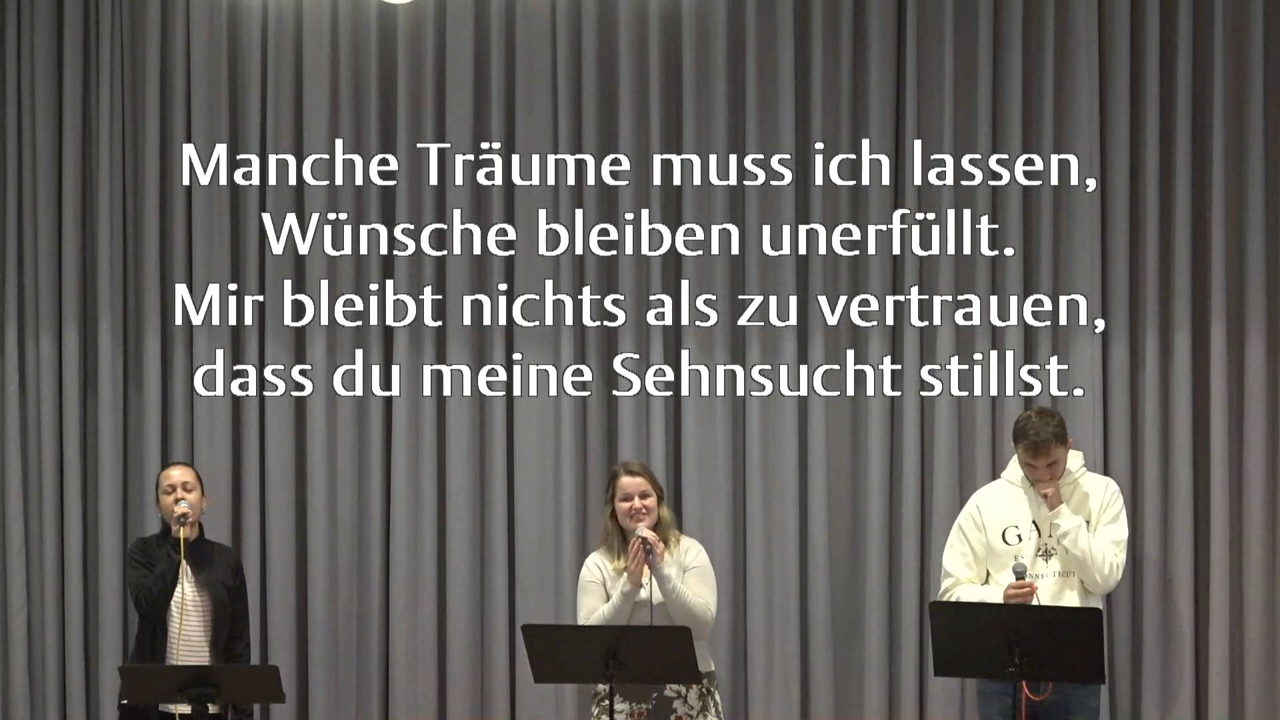 Manche Träume muss ich lassen,
Wünsche bleiben unerfüllt.
Mir bleibt nichts als zu vertrauen,
dass du meine Sehnsucht stillst.